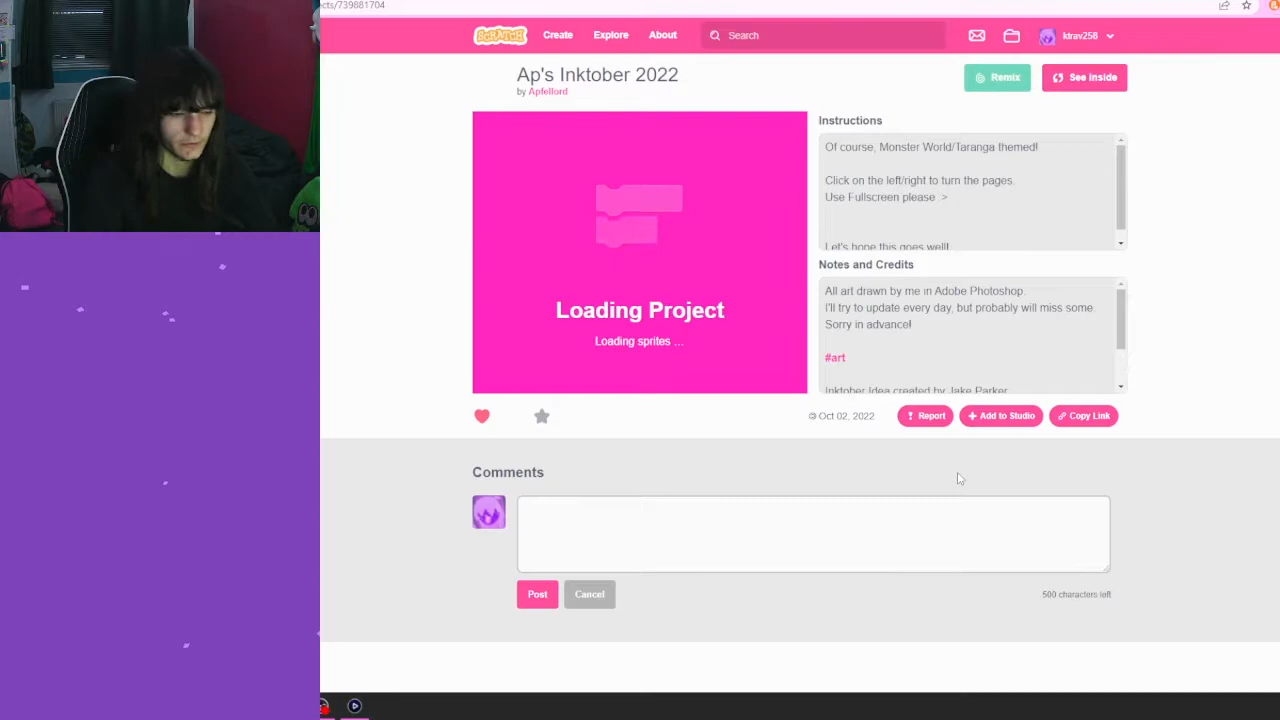 cts/739881704
SCRATCH
Create
Explore
About
Search
ktrav258
Ap's Inktober 2022
by Apfellord
Remix
See inside
Loading Project
Loading sprites …
Instructions
Of course, Monster World/Taranga themed!
Click on the left/right to turn the pages.
Use Fullscreen please :>
Let's hope this goes well!
Notes and Credits
All art drawn by me in Adobe Photoshop.
I'll try to update every day, but probably will miss some.
Sorry in advance!
#art
Inktober Idea created by Jake Parker
© Oct 02, 2022
Report
Add to Studio
Copy Link
Comments
Post
Cancel
500 characters left